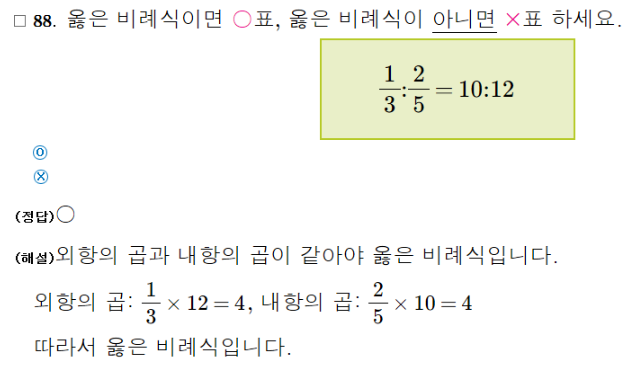 □ 88. 옳은 비례식이면 ○표, 옳은 비례식이 아니면 ×표 하세요.
1/3:2/5=10:12
ⓞ
ⓧ
(정답)○
(해설)외항의 곱과 내항의 곱이 같아야 옳은 비례식입니다.
외항의 곱: 1/3 × 12 = 4, 내항의 곱: 2/5 × 10 = 4
따라서 옳은 비례식입니다.